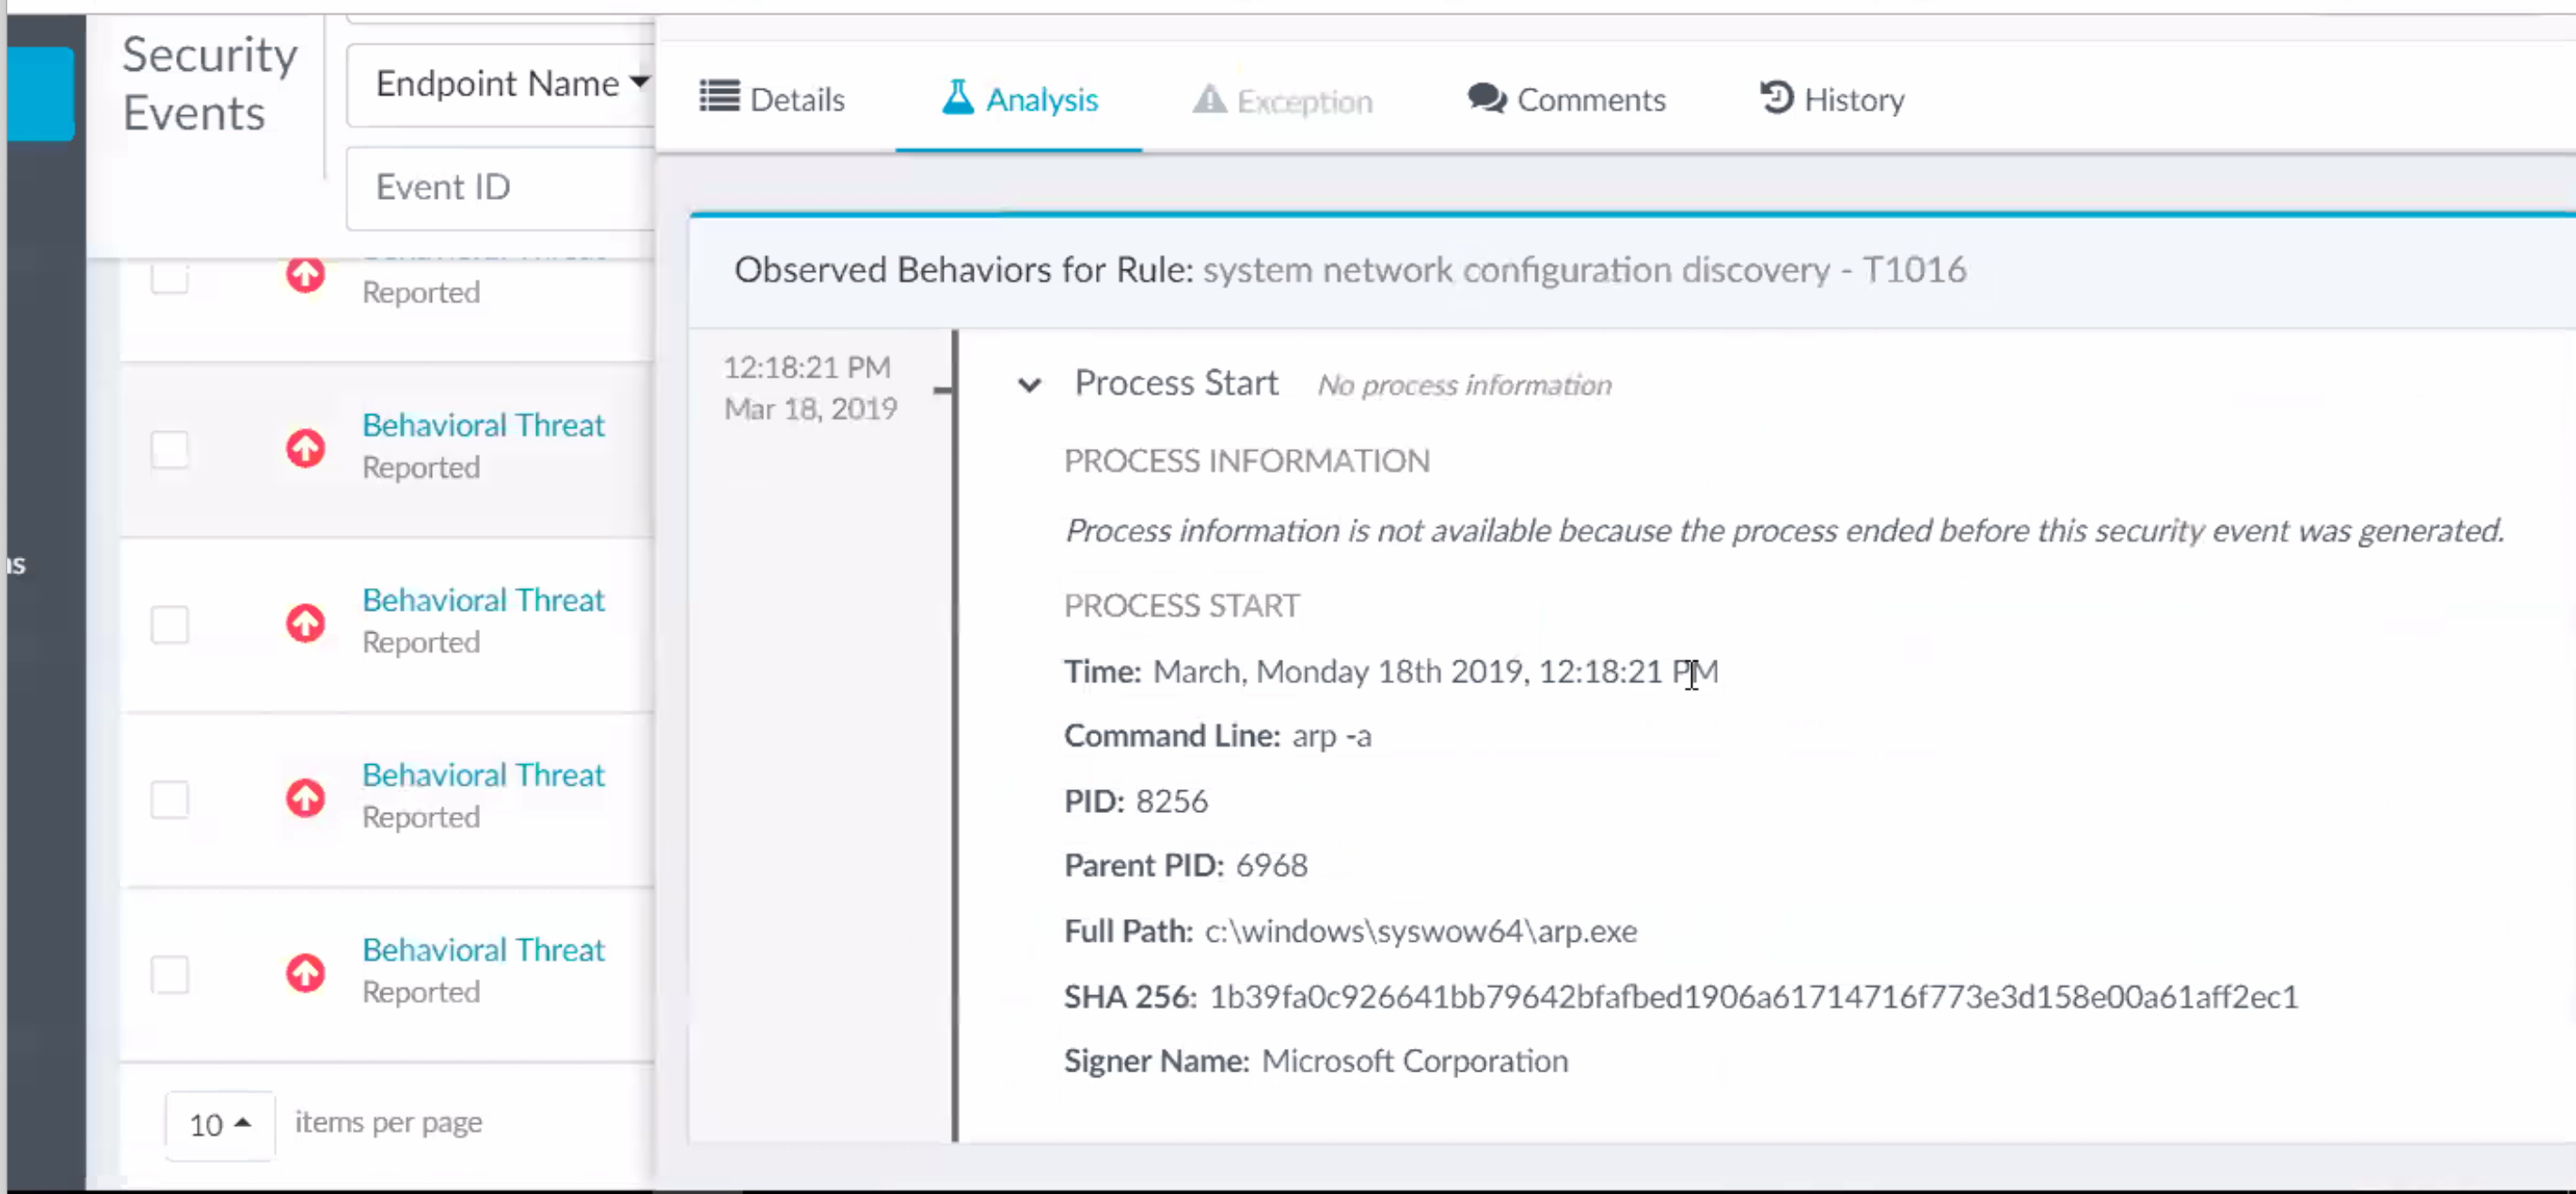 Security
Events
Endpoint Name
Event ID
Reported
Behavioral Threat
Reported
Behavioral Threat
Reported
Behavioral Threat
Reported
Behavioral Threat
Reported
10 items per page
ns
Details Analysis Exception Comments History
Observed Behaviors for Rule: system network configuration discovery - T1016
12:18:21 PM
Mar 18, 2019
Process Start No process information
PROCESS INFORMATION
Process information is not available because the process ended before this security event was generated.
PROCESS START
Time: March, Monday 18th 2019, 12:18:21 PM
Command Line: arp -a
PID: 8256
Parent PID: 6968
Full Path: c:\windows\syswow64\arp.exe
SHA 256: 1b39fa0c926641bb79642bfafbed1906a61714716f773e3d158e00a61aff2ec1
Signer Name: Microsoft Corporation